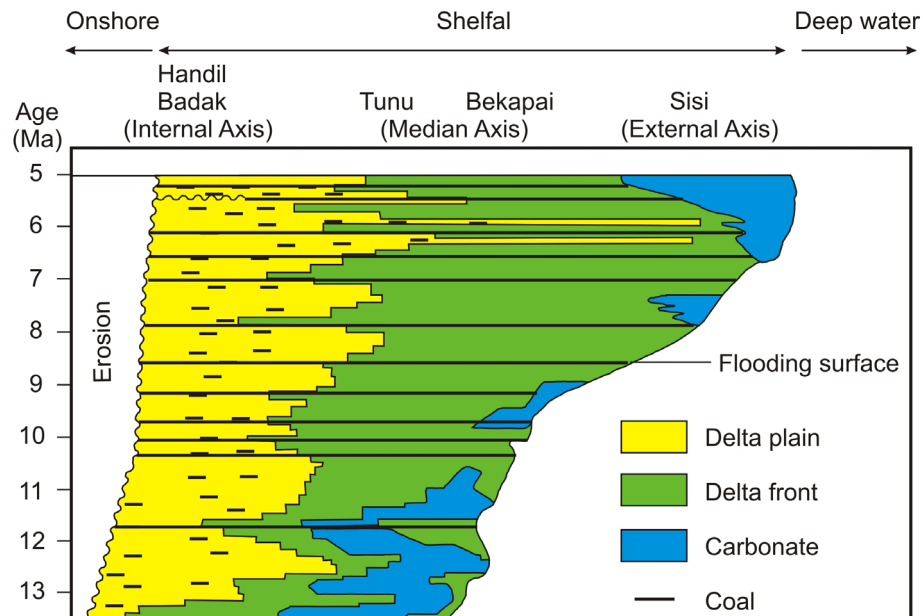 Onshore
Shelfal
Deep water
Handil
Badak
(Internal Axis)
Tunu
Bekapai
(Median Axis)
Sisi
(External Axis)
Age
(Ma)
5
6
7
8
9
10
11
12
13
Erosion
Flooding surface
Delta plain
Delta front
Carbonate
Coal